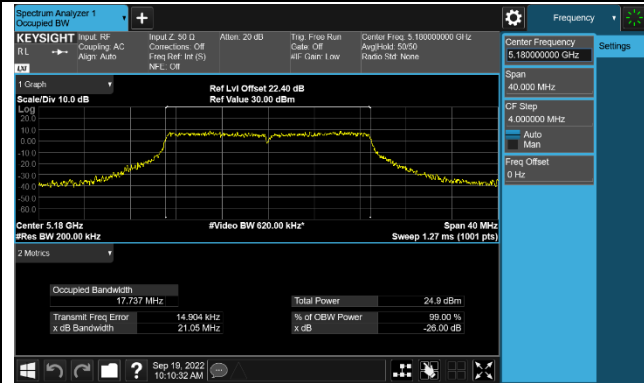 Spectrum Analyzer 1
Occupied BW
Frequency
KEYSIGHT
RL
LXI
Input: RF
Coupling: AC
Align: Auto
Input Z: 50 Ω
Corrections: Off
Freq Ref: Int (S)
NFE: Off
Atten: 20 dB
Trig: Free Run
Gate: Off
#IF Gain: Low
Center Freq: 5.180000000 GHz
Avg|Hold: 50/50
Radio Std: None
Center Frequency
5.180000000 GHz
Settings
Span
40.000 MHz
CF Step
4.000000 MHz
Auto
Man
Freq Offset
0 Hz
1 Graph
Scale/Div 10.0 dB
Ref Lvl Offset 22.40 dB
Ref Value 30.00 dBm
Log
20.0
10.0
0.00
-10.0
-20.0
-30.0
-40.0
-50.0
-60.0
Center 5.18 GHz
#Res BW 200.00 kHz
#Video BW 620.00 kHz*
Span 40 MHz
Sweep 1.27 ms (1001 pts)
2 Metrics
Occupied Bandwidth
17.737 MHz
Total Power
24.9 dBm
Transmit Freq Error
14.904 kHz
% of OBW Power
99.00 %
x dB Bandwidth
21.05 MHz
x dB
-26.00 dB
?
Sep 19, 2022
10:10:32 AM